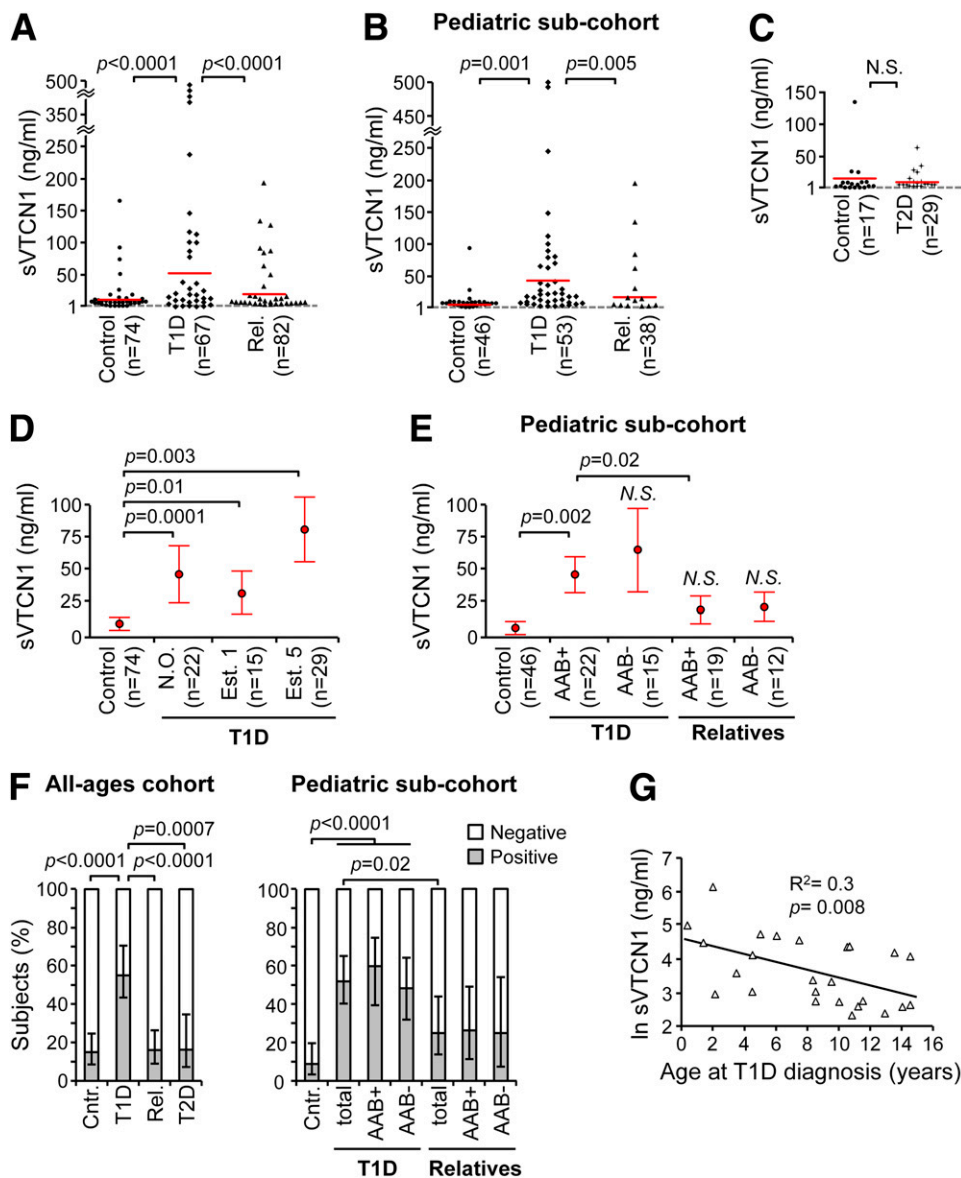 A
p<0.0001 p<0.0001
500
350
250
200
150
100
50
1
sVTCN1 (ng/ml)
Control (n=74)
T1D (n=67)
Rel. (n=82)
B
Pediatric sub-cohort
p=0.001 p=0.005
500
450
250
200
150
100
50
1
sVTCN1 (ng/ml)
Control (n=46)
T1D (n=53)
Rel. (n=38)
C
N.S.
150
100
50
1
sVTCN1 (ng/ml)
Control (n=17)
T2D (n=29)
D
p=0.003
p=0.01
p=0.0001
100
75
50
25
0
sVTCN1 (ng/ml)
Control (n=74)
N.O. (n=22)
Est. 1 (n=15)
Est. 5 (n=29)
T1D
E
Pediatric sub-cohort
p=0.02
p=0.002
N.S.
N.S. N.S.
100
75
50
25
0
sVTCN1 (ng/ml)
Control (n=46)
AAB+ (n=22)
AAB- (n=15)
AAB+ (n=19)
AAB- (n=12)
T1D Relatives
F
All-ages cohort
p=0.0007
p<0.0001 p<0.0001
100
80
60
40
20
0
Subjects (%)
Cntr.
T1D
Rel.
T2D
Pediatric sub-cohort
p<0.0001
p=0.02
Negative
Positive
100
80
60
40
20
0
Cntr.
total
AAB+
AAB-
total
AAB+
AAB-
T1D Relatives
G
R2= 0.3
p= 0.008
7
6
5
4
3
2
ln sVTCN1 (ng/ml)
0 2 4 6 8 10 12 14 16
Age at T1D diagnosis (years)